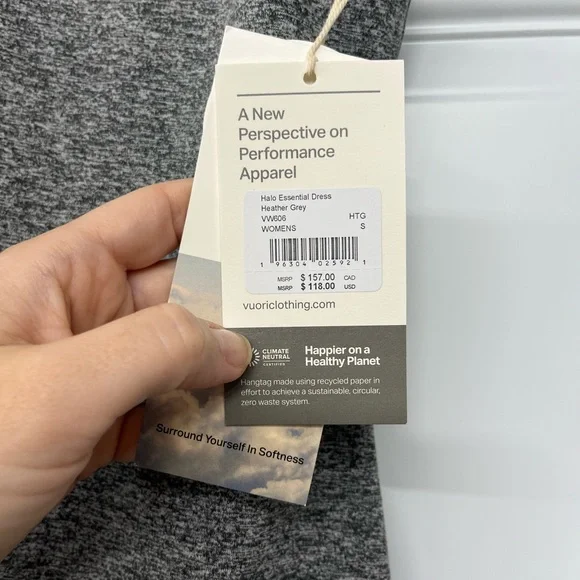 A New
Perspective on
Performance
Apparel
Halo Essential Dress
Heather Grey
VW606 HTG
WOMENS S
1 96304 02592 1
MSRP $ 157.00 CAD
MSRP $ 118.00 USD
vuoriclothing.com
CLIMATE
NEUTRAL
CERTIFIED
Happier on a
Healthy Planet
Hangtag made using recycled paper in
effort to achieve a sustainable, circular,
zero waste system.
Surround Yourself In Softness